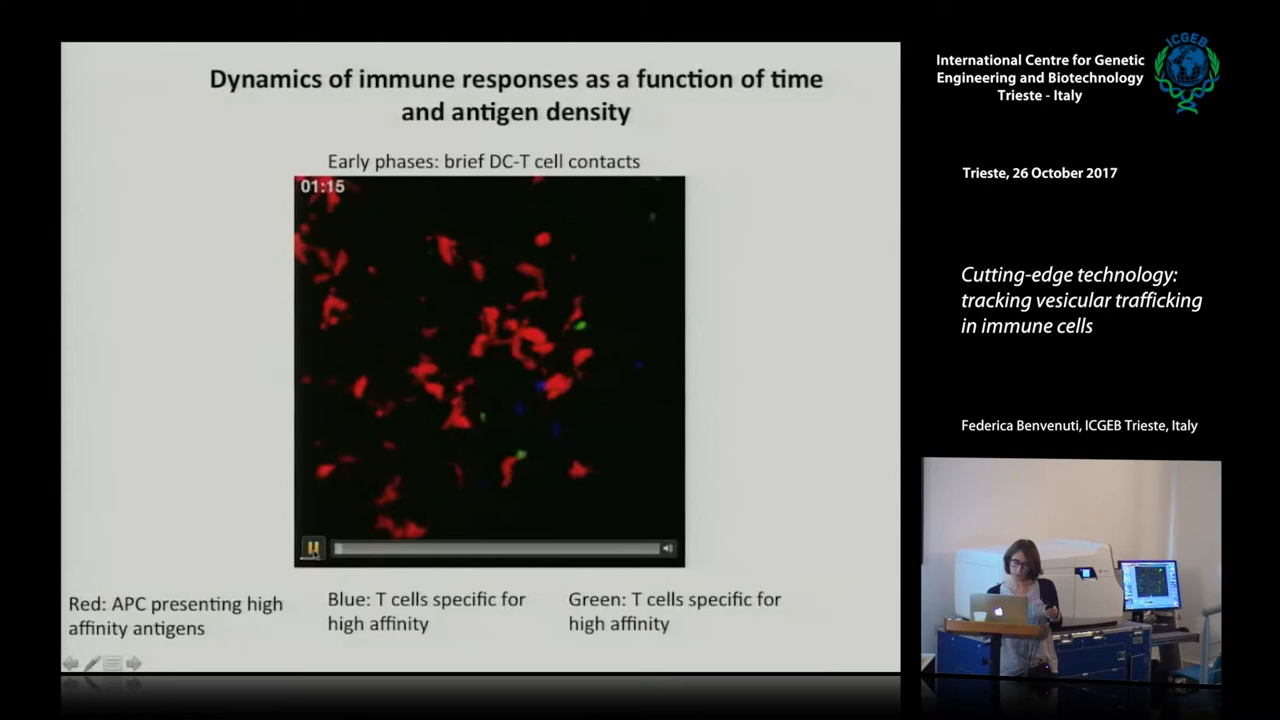 Dynamics of immune responses as a function of time
and antigen density
Early phases: brief DC-T cell contacts
01:15
Red: APC presenting high
affinity antigens
Blue: T cells specific for
high affinity
Green: T cells specific for
high affinity
International Centre for Genetic
Engineering and Biotechnology
Trieste - Italy
ICGEB
Trieste, 26 October 2017
Cutting-edge technology:
tracking vesicular trafficking
in immune cells
Federica Benvenuti, ICGEB Trieste, Italy